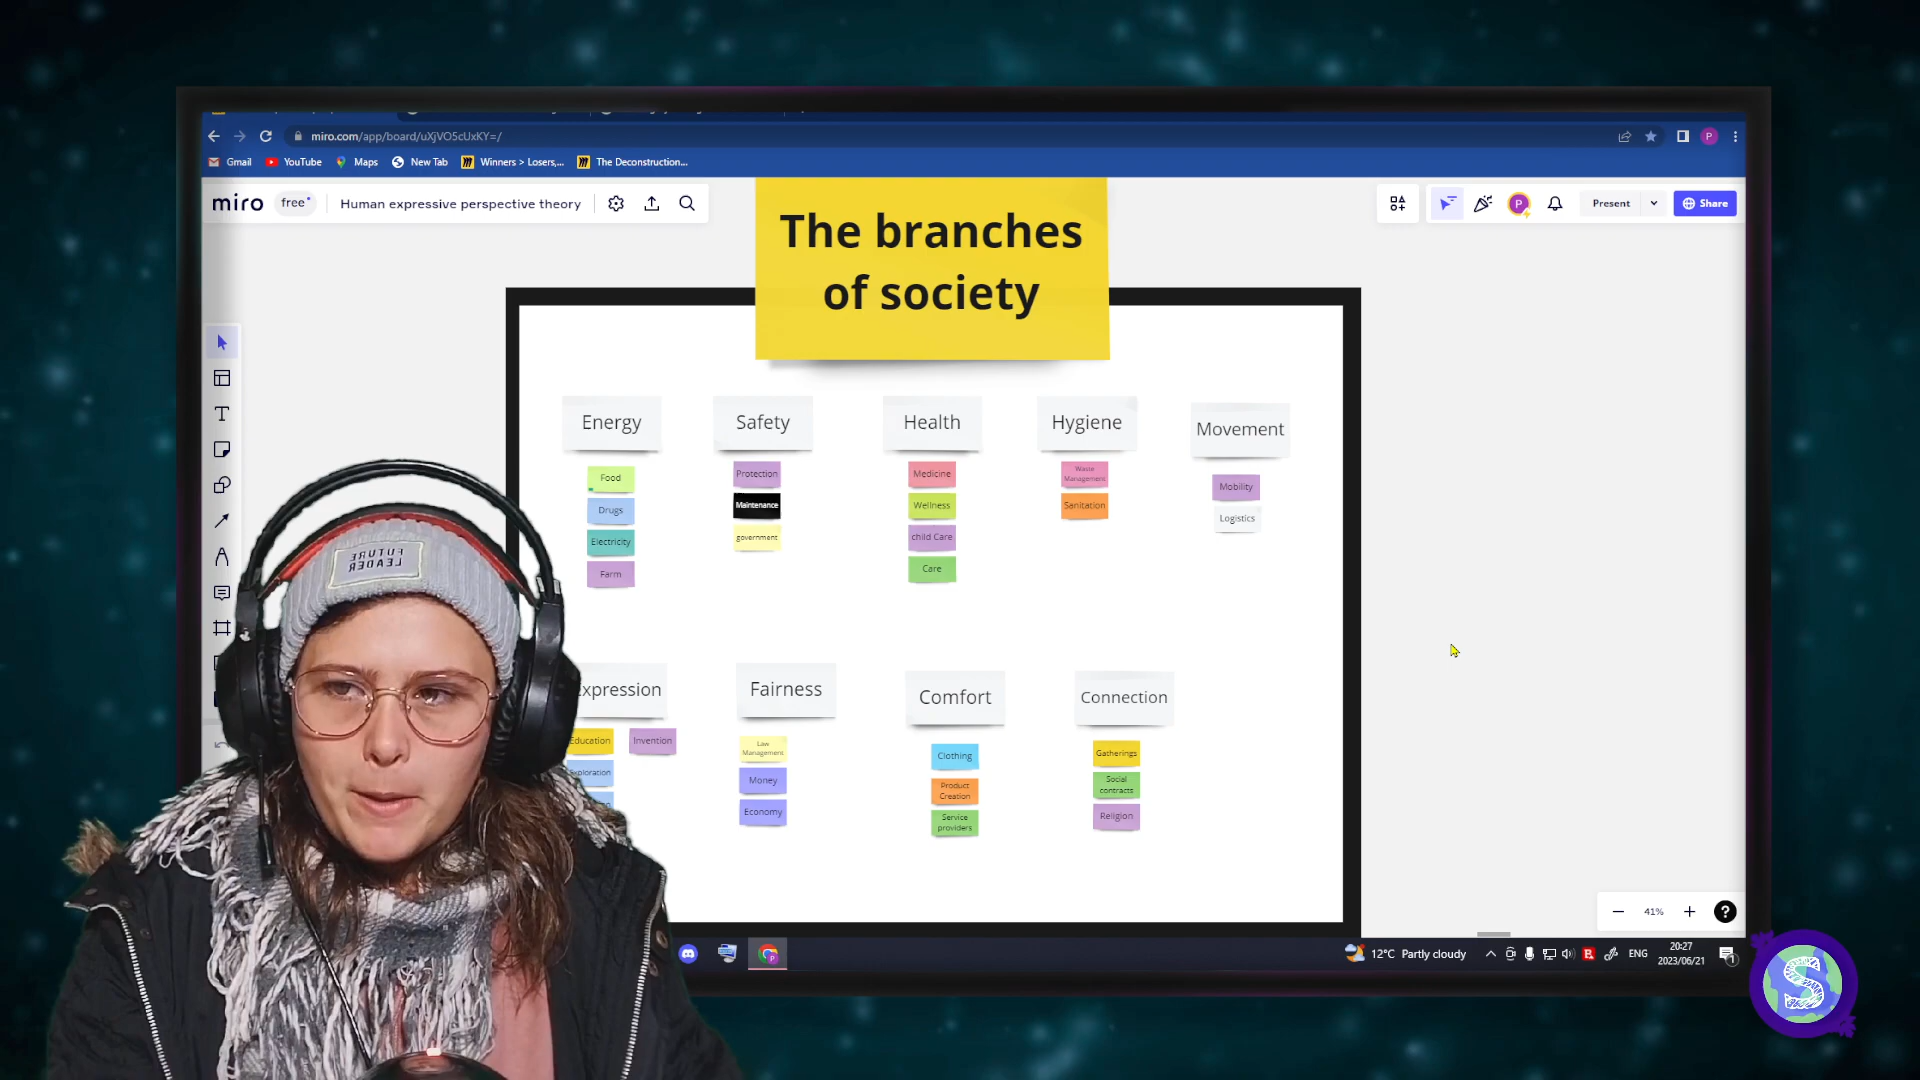 miro.com/app/board/uXjVO5cUxKY=/
P
Gmail
YouTube
Maps
New Tab
Winners > Losers,...
The Deconstruction...
miro
free
Human expressive perspective theory
P
Present
Share
The branches
of society
Energy
Safety
Health
Hygiene
Movement
Food
Drugs
Electricity
Farm
Protection
Maintenance
government
Medicine
Wellness
child Care
Care
Waste
Management
Sanitation
Mobility
Logistics
FUTURE
LEADER
xpression
Fairness
Comfort
Connection
Education
Invention
xploration
Law
Management
Money
Economy
Clothing
Product
Creation
Service
providers
Gatherings
Social
contracts
Religion
41%
?
12°C Partly cloudy
ENG
20:27
2023/06/21
1
S